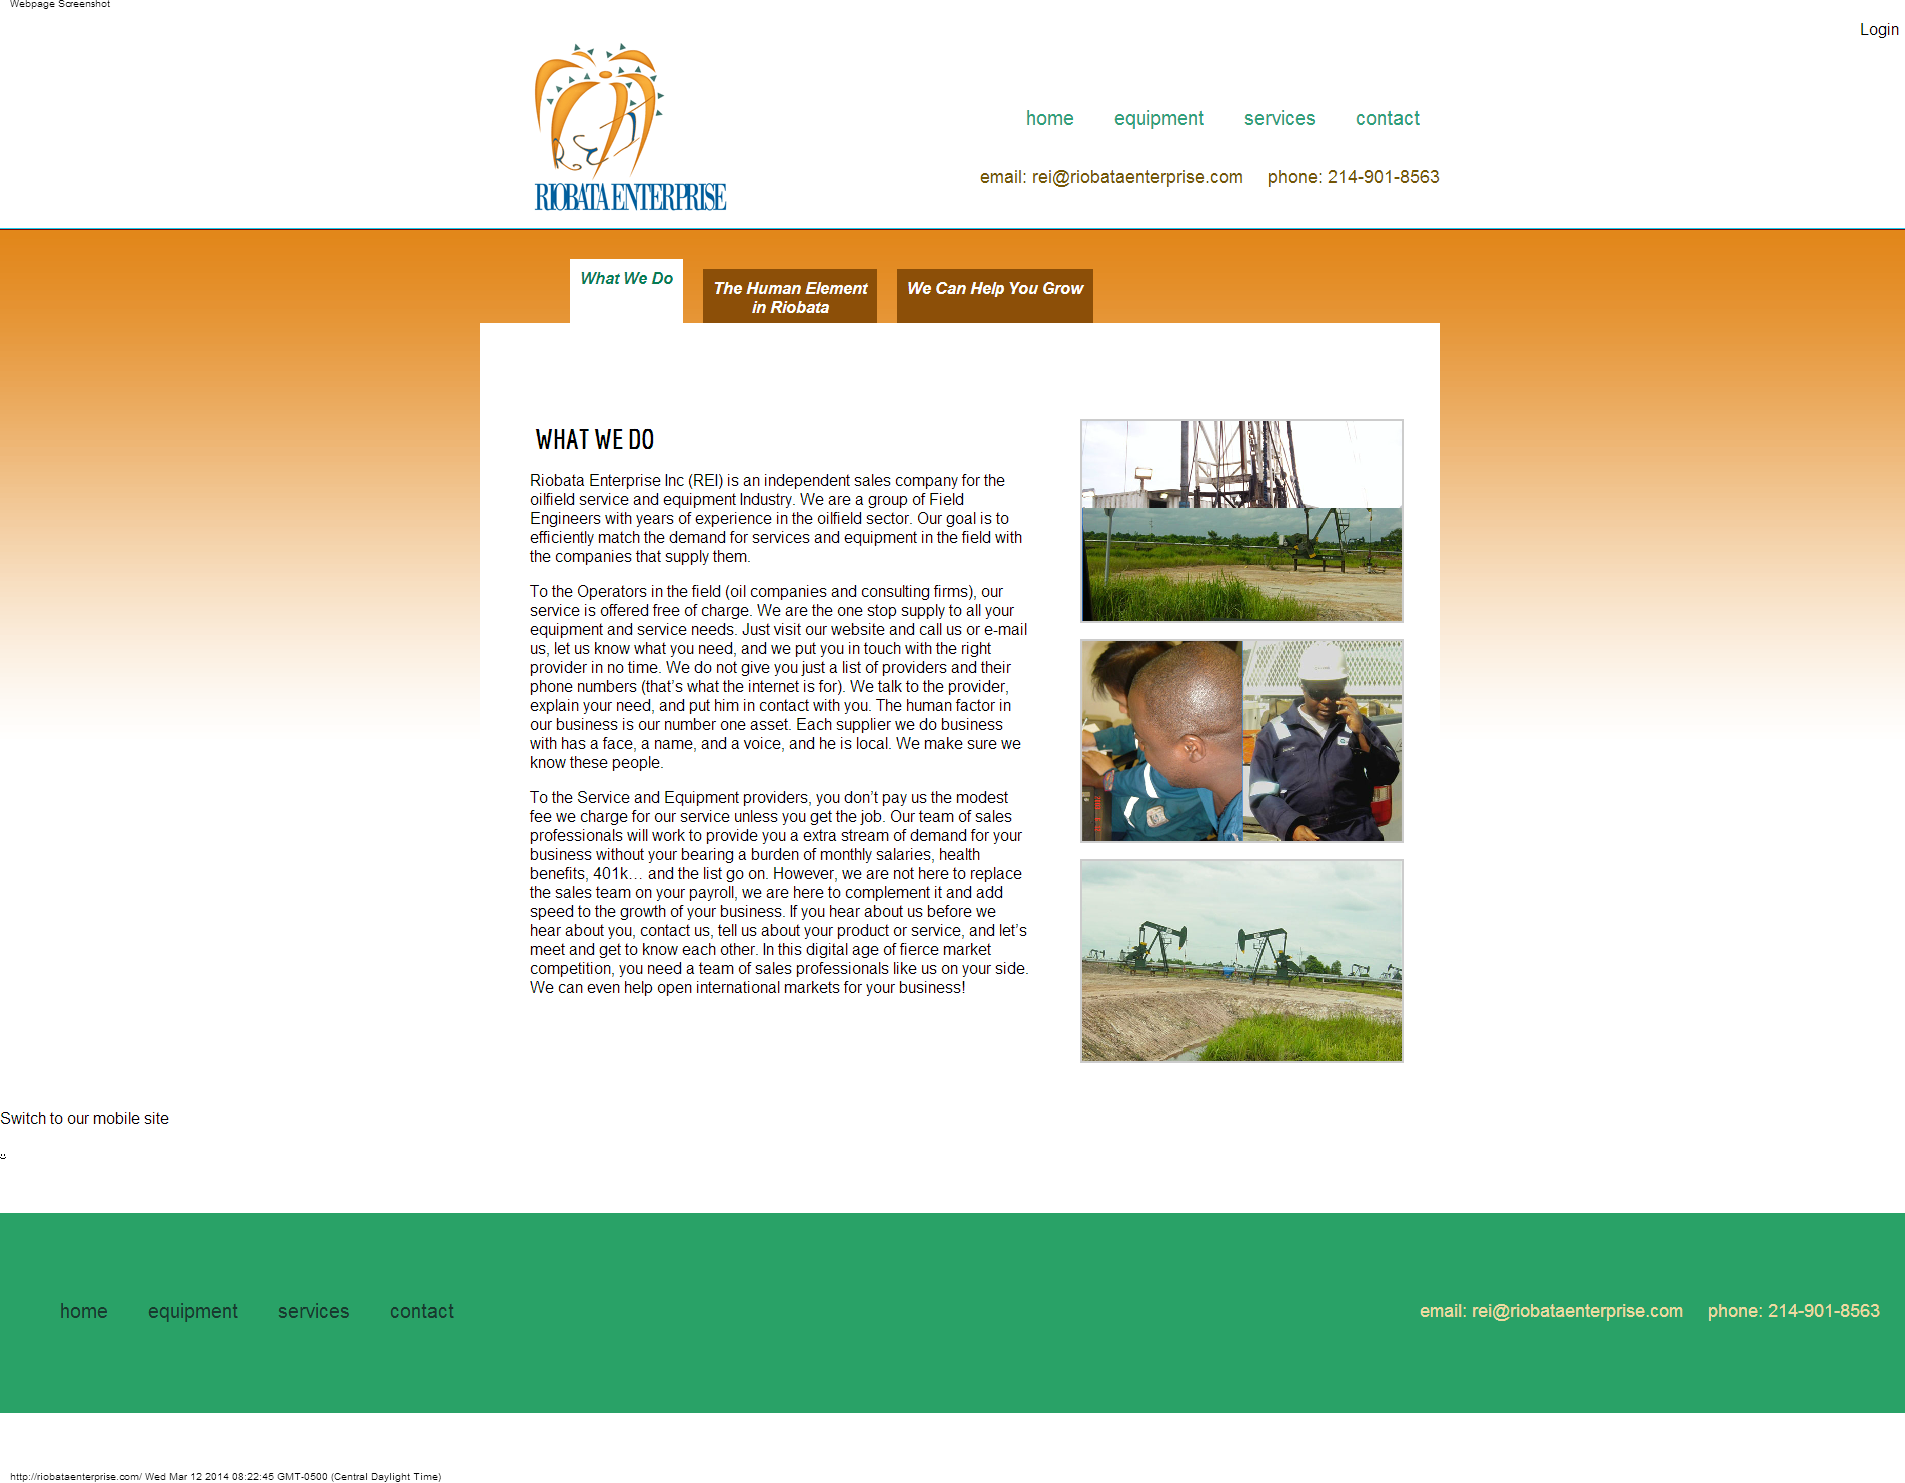 Webpage Screenshot
Login
REI
RIOBATA ENTERPRISE
home equipment services contact
email: rei@riobataenterprise.com phone: 214-901-8563
What We Do
The Human Element
in Riobata
We Can Help You Grow
WHAT WE DO
Riobata Enterprise Inc (REI) is an independent sales company for the
oilfield service and equipment Industry. We are a group of Field
Engineers with years of experience in the oilfield sector. Our goal is to
efficiently match the demand for services and equipment in the field with
the companies that supply them.
To the Operators in the field (oil companies and consulting firms), our
service is offered free of charge. We are the one stop supply to all your
equipment and service needs. Just visit our website and call us or e-mail
us, let us know what you need, and we put you in touch with the right
provider in no time. We do not give you just a list of providers and their
phone numbers (that’s what the internet is for). We talk to the provider,
explain your need, and put him in contact with you. The human factor in
our business is our number one asset. Each supplier we do business
with has a face, a name, and a voice, and he is local. We make sure we
know these people.
To the Service and Equipment providers, you don’t pay us the modest
fee we charge for our service unless you get the job. Our team of sales
professionals will work to provide you a extra stream of demand for your
business without your bearing a burden of monthly salaries, health
benefits, 401k… and the list go on. However, we are not here to replace
the sales team on your payroll, we are here to complement it and add
speed to the growth of your business. If you hear about us before we
hear about you, contact us, tell us about your product or service, and let’s
meet and get to know each other. In this digital age of fierce market
competition, you need a team of sales professionals like us on your side.
We can even help open international markets for your business!
Switch to our mobile site
home equipment services contact
email: rei@riobataenterprise.com phone: 214-901-8563
http://riobataenterprise.com/ Wed Mar 12 2014 08:22:45 GMT-0500 (Central Daylight Time)